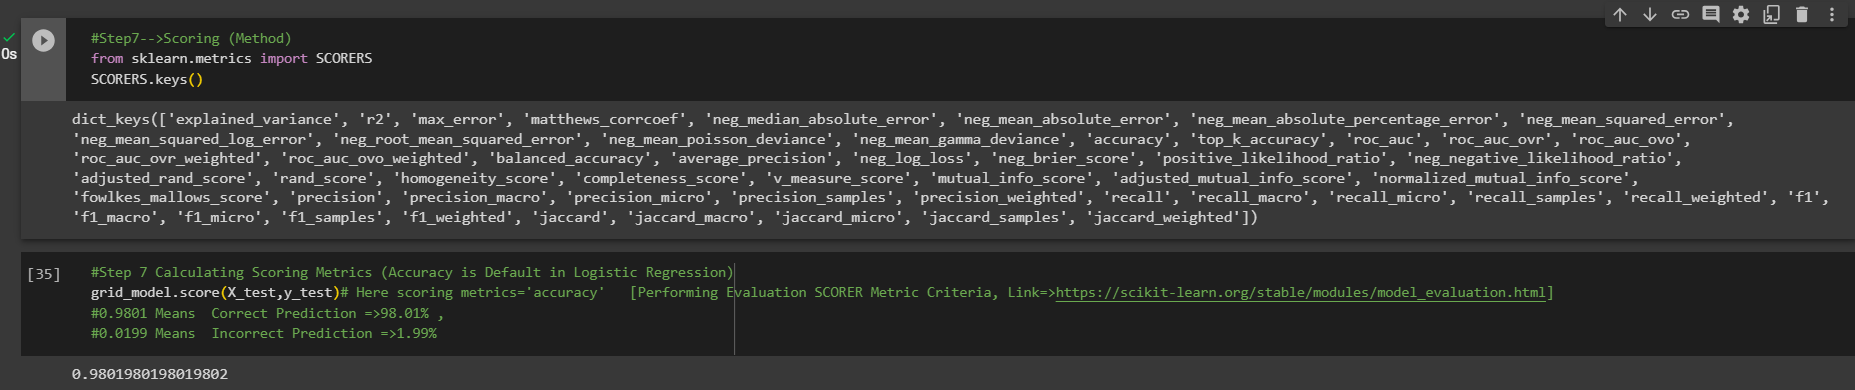 #Step7-->Scoring (Method)
0s
from sklearn.metrics import SCORERS
SCORERS.keys()
dict_keys(['explained_variance', 'r2', 'max_error', 'matthews_corrcoef', 'neg_median_absolute_error', 'neg_mean_absolute_error', 'neg_mean_absolute_percentage_error', 'neg_mean_squared_error',
'neg_mean_squared_log_error', 'neg_root_mean_squared_error', 'neg_mean_poisson_deviance', 'neg_mean_gamma_deviance', 'accuracy', 'top_k_accuracy', 'roc_auc', 'roc_auc_ovr', 'roc_auc_ovo',
'roc_auc_ovr_weighted', 'roc_auc_ovo_weighted', 'balanced_accuracy', 'average_precision', 'neg_log_loss', 'neg_brier_score', 'positive_likelihood_ratio', 'neg_negative_likelihood_ratio',
'adjusted_rand_score', 'rand_score', 'homogeneity_score', 'completeness_score', 'v_measure_score', 'mutual_info_score', 'adjusted_mutual_info_score', 'normalized_mutual_info_score',
'fowlkes_mallows_score', 'precision', 'precision_macro', 'precision_micro', 'precision_samples', 'precision_weighted', 'recall', 'recall_macro', 'recall_micro', 'recall_samples', 'recall_weighted', 'f1',
'f1_macro', 'f1_micro', 'f1_samples', 'f1_weighted', 'jaccard', 'jaccard_macro', 'jaccard_micro', 'jaccard_samples', 'jaccard_weighted'])
[35] #Step 7 Calculating Scoring Metrics (Accuracy is Default in Logistic Regression)
grid_model.score(X_test,y_test)# Here scoring metrics='accuracy'   [Performing Evaluation SCORER Metric Criteria, Link=>https://scikit-learn.org/stable/modules/model_evaluation.html]
#0.9801 Means  Correct Prediction =>98.01% ,
#0.0199 Means  Incorrect Prediction =>1.99%
0.9801980198019802